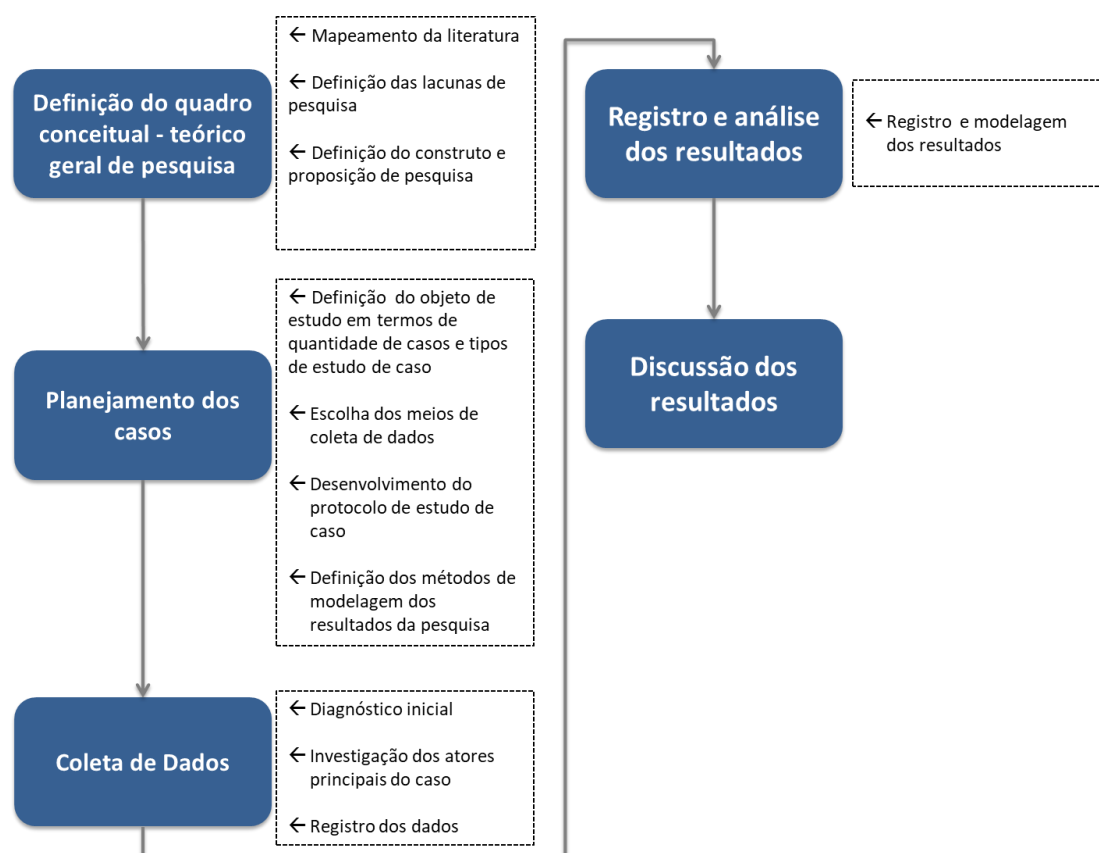 Definição do quadro
conceitual - teórico
geral de pesquisa
← Mapeamento da literatura
← Definição das lacunas de
pesquisa
← Definição do construto e
proposição de pesquisa
Planejamento dos
casos
← Definição do objeto de
estudo em termos de
quantidade de casos e tipos
de estudo de caso
← Escolha dos meios de
coleta de dados
← Desenvolvimento do
protocolo de estudo de
caso
← Definição dos métodos de
modelagem dos
resultados da pesquisa
Coleta de Dados
← Diagnóstico inicial
← Investigação dos atores
principais do caso
← Registro dos dados
Registro e análise
dos resultados
← Registro e modelagem
dos resultados
Discussão dos
resultados